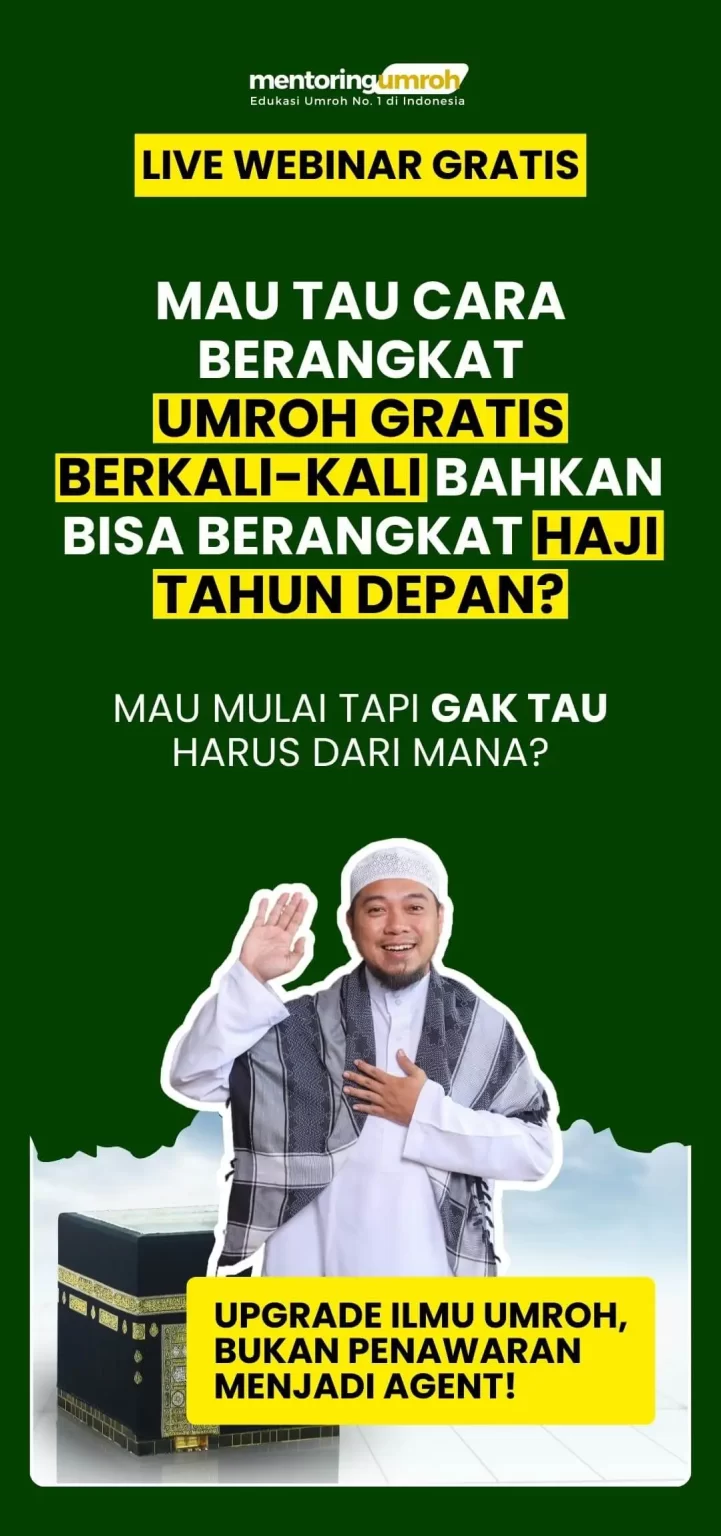 mentoringumroh
Edukasi Umroh No. 1 di Indonesia
LIVE WEBINAR GRATIS
MAU TAU CARA
BERANGKAT
UMROH GRATIS
BERKALI-KALI BAHKAN
BISA BERANGKAT HAJI
TAHUN DEPAN?
MAU MULAI TAPI GAK TAU
HARUS DARI MANA?
UPGRADE ILMU UMROH,
BUKAN PENAWARAN
MENJADI AGENT!